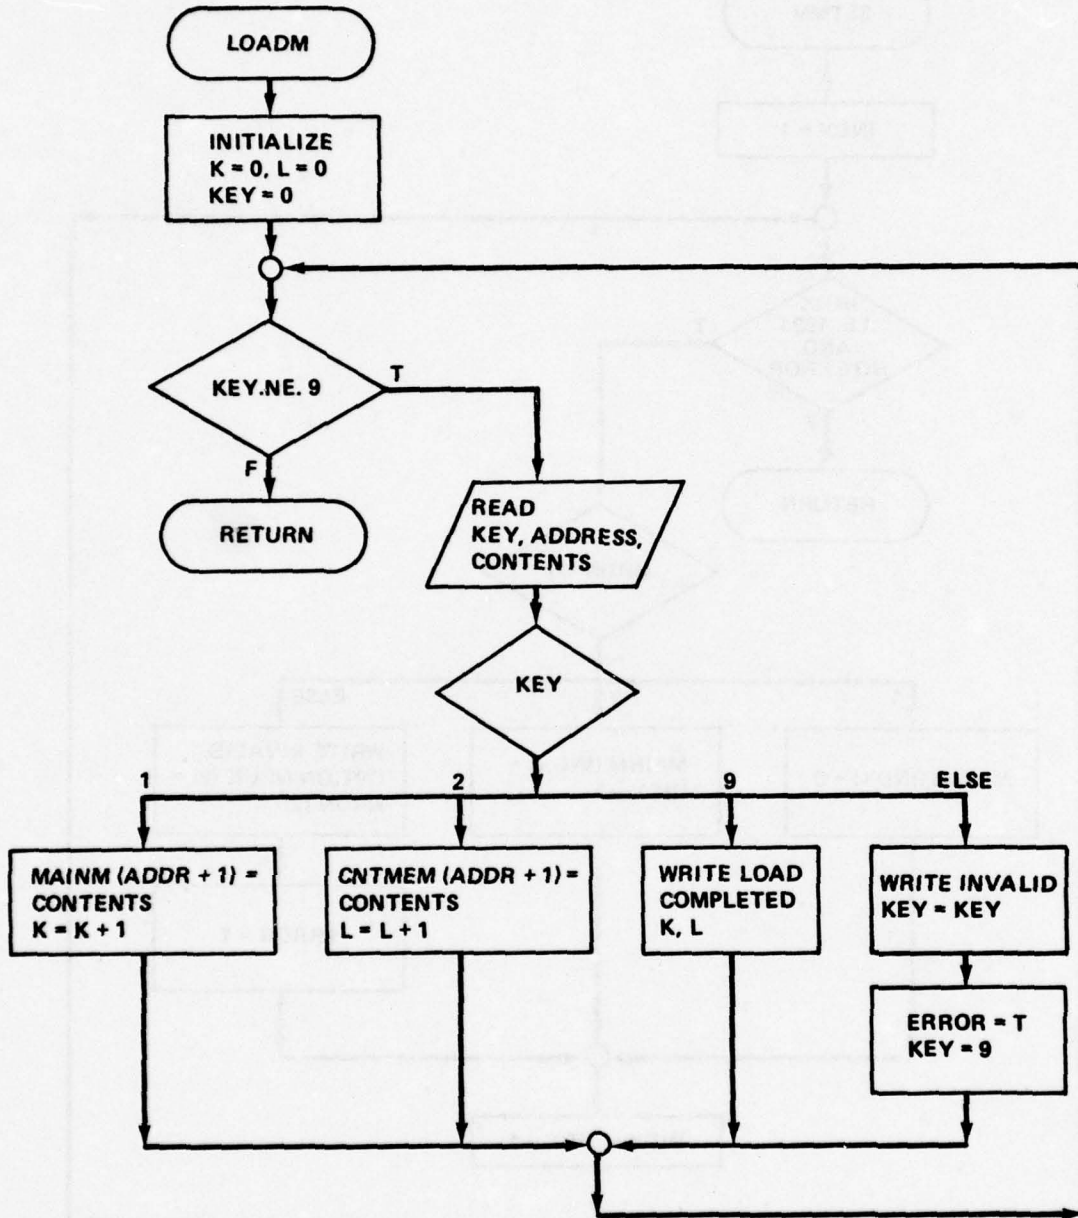 LOADM
INITIALIZE
K = 0, L = 0
KEY = 0
KEY.NE. 9
T
F
RETURN
READ
KEY, ADDRESS,
CONTENTS
KEY
1
2
9
ELSE
MAINM (ADDR + 1) =
CONTENTS
K = K + 1
CNTMEM (ADDR + 1) =
CONTENTS
L = L + 1
WRITE LOAD
COMPLETED
K, L
WRITE INVALID
KEY = KEY
ERROR = T
KEY = 9